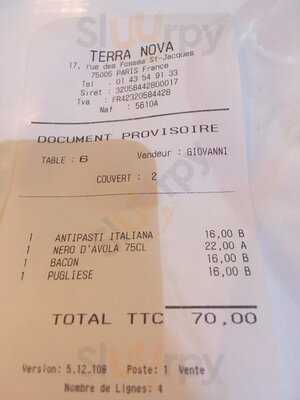 Sluurpy
TERRA NOVA
17, rue des Fossés St-Jacques
75005 PARIS France
Tel : 01 43 54 91 33
Siret : 32058442800017
Tva : FR42320584428
Naf : 5610A
DOCUMENT PROVISOIRE
TABLE : 6 Vendeur : GIOVANNI
COUVERT : 2
1 ANTIPASTI ITALIANA 16,00 B
1 NERO D'AVOLA 75CL 22,00 A
1 BACON 16,00 B
1 PUGLIESE 16,00 B
TOTAL TTC 70,00
Version: 5.12.10B Poste: 1 Vente
Nombre de Lignes: 4